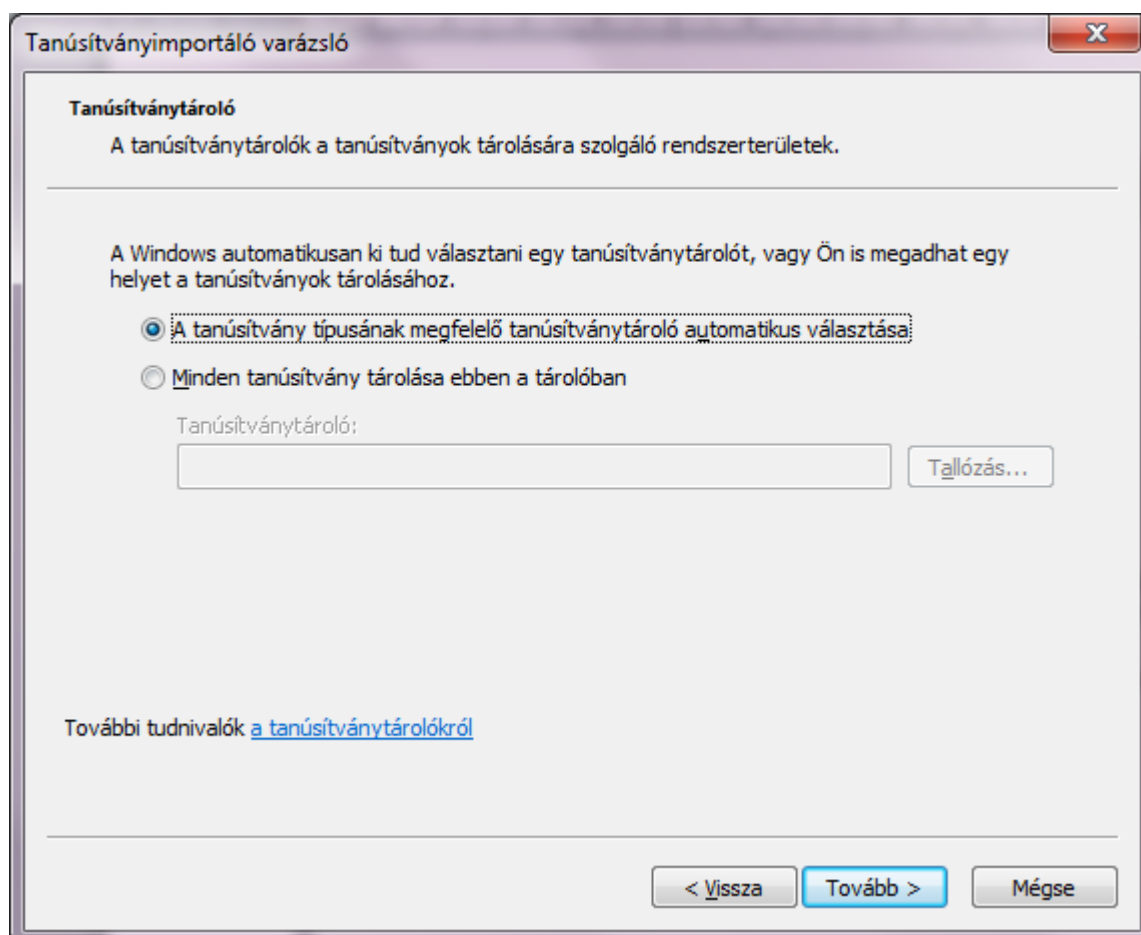 Tanúsítványimportáló varázsló
Tanúsítványtároló
A tanúsítványtárolók a tanúsítványok tárolására szolgáló rendszerterületek.
A Windows automatikusan ki tud választani egy tanúsítványtárolót, vagy Ön is megadhat egy
helyet a tanúsítványok tárolásához.
A tanúsítvány típusának megfelelő tanúsítványtároló automatikus választása
Minden tanúsítvány tárolása ebben a tárolóban
Tanúsítványtároló:
Tallózás...
További tudnivalók a tanúsítványtárolókról
< Vissza
Tovább >
Mégse